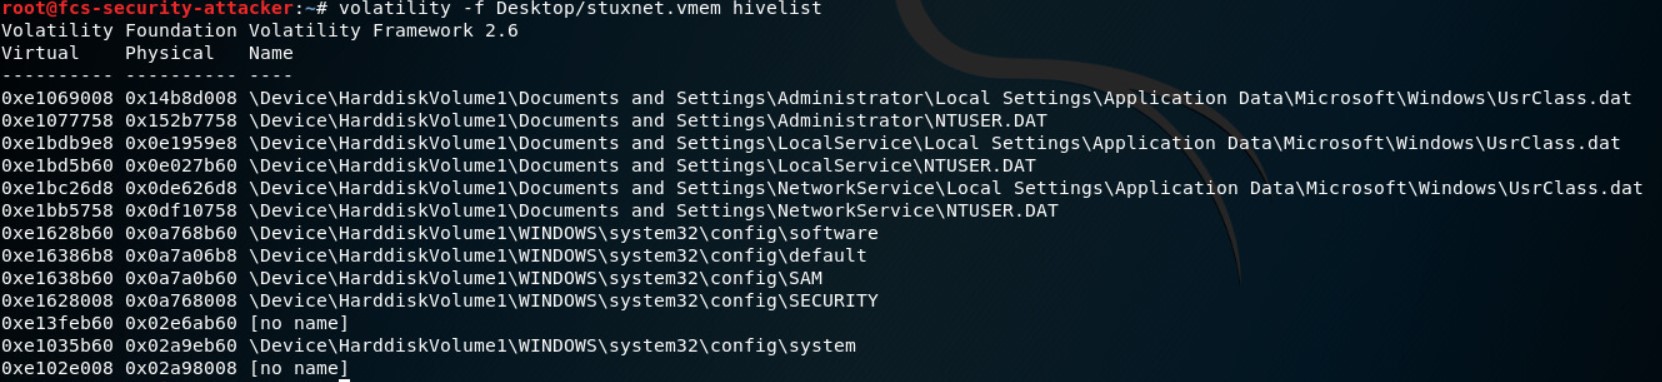 root@fcs-security-attacker:~# volatility -f Desktop/stuxnet.vmem hivelist
Volatility Foundation Volatility Framework 2.6
Virtual    Physical   Name
---------- ---------- ----
0xe1069008 0x14b8d008 \Device\HarddiskVolume1\Documents and Settings\Administrator\Local Settings\Application Data\Microsoft\Windows\UsrClass.dat
0xe1077758 0x152b7758 \Device\HarddiskVolume1\Documents and Settings\Administrator\NTUSER.DAT
0xe1bdb9e8 0x0e1959e8 \Device\HarddiskVolume1\Documents and Settings\LocalService\Local Settings\Application Data\Microsoft\Windows\UsrClass.dat
0xe1bd5b60 0x0e027b60 \Device\HarddiskVolume1\Documents and Settings\LocalService\NTUSER.DAT
0xe1bc26d8 0x0de626d8 \Device\HarddiskVolume1\Documents and Settings\NetworkService\Local Settings\Application Data\Microsoft\Windows\UsrClass.dat
0xe1bb5758 0x0df10758 \Device\HarddiskVolume1\Documents and Settings\NetworkService\NTUSER.DAT
0xe1628b60 0x0a768b60 \Device\HarddiskVolume1\WINDOWS\system32\config\software
0xe16386b8 0x0a7a06b8 \Device\HarddiskVolume1\WINDOWS\system32\config\default
0xe1638b60 0x0a7a0b60 \Device\HarddiskVolume1\WINDOWS\system32\config\SAM
0xe1628008 0x0a768008 \Device\HarddiskVolume1\WINDOWS\system32\config\SECURITY
0xe13feb60 0x02e6ab60 [no name]
0xe1035b60 0x02a9eb60 \Device\HarddiskVolume1\WINDOWS\system32\config\system
0xe102e008 0x02a98008 [no name]